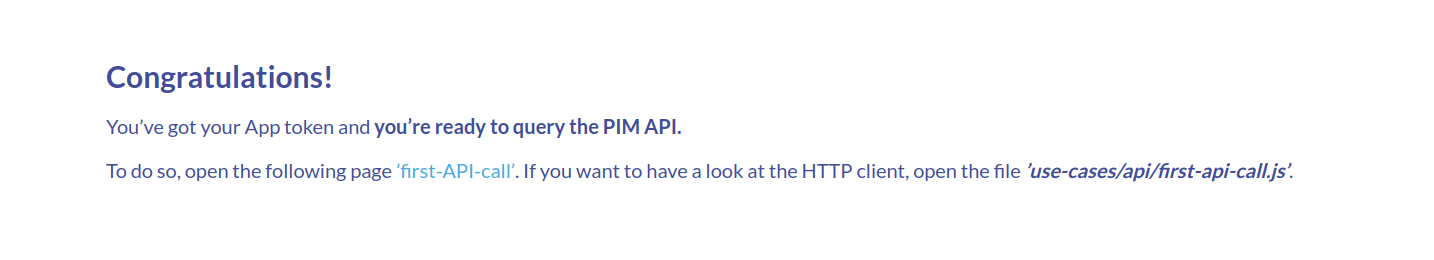 Congratulations!
You’ve got your App token and you’re ready to query the PIM API.
To do so, open the following page ’first-API-call’. If you want to have a look at the HTTP client, open the file ’use-cases/api/first-api-call.js’.